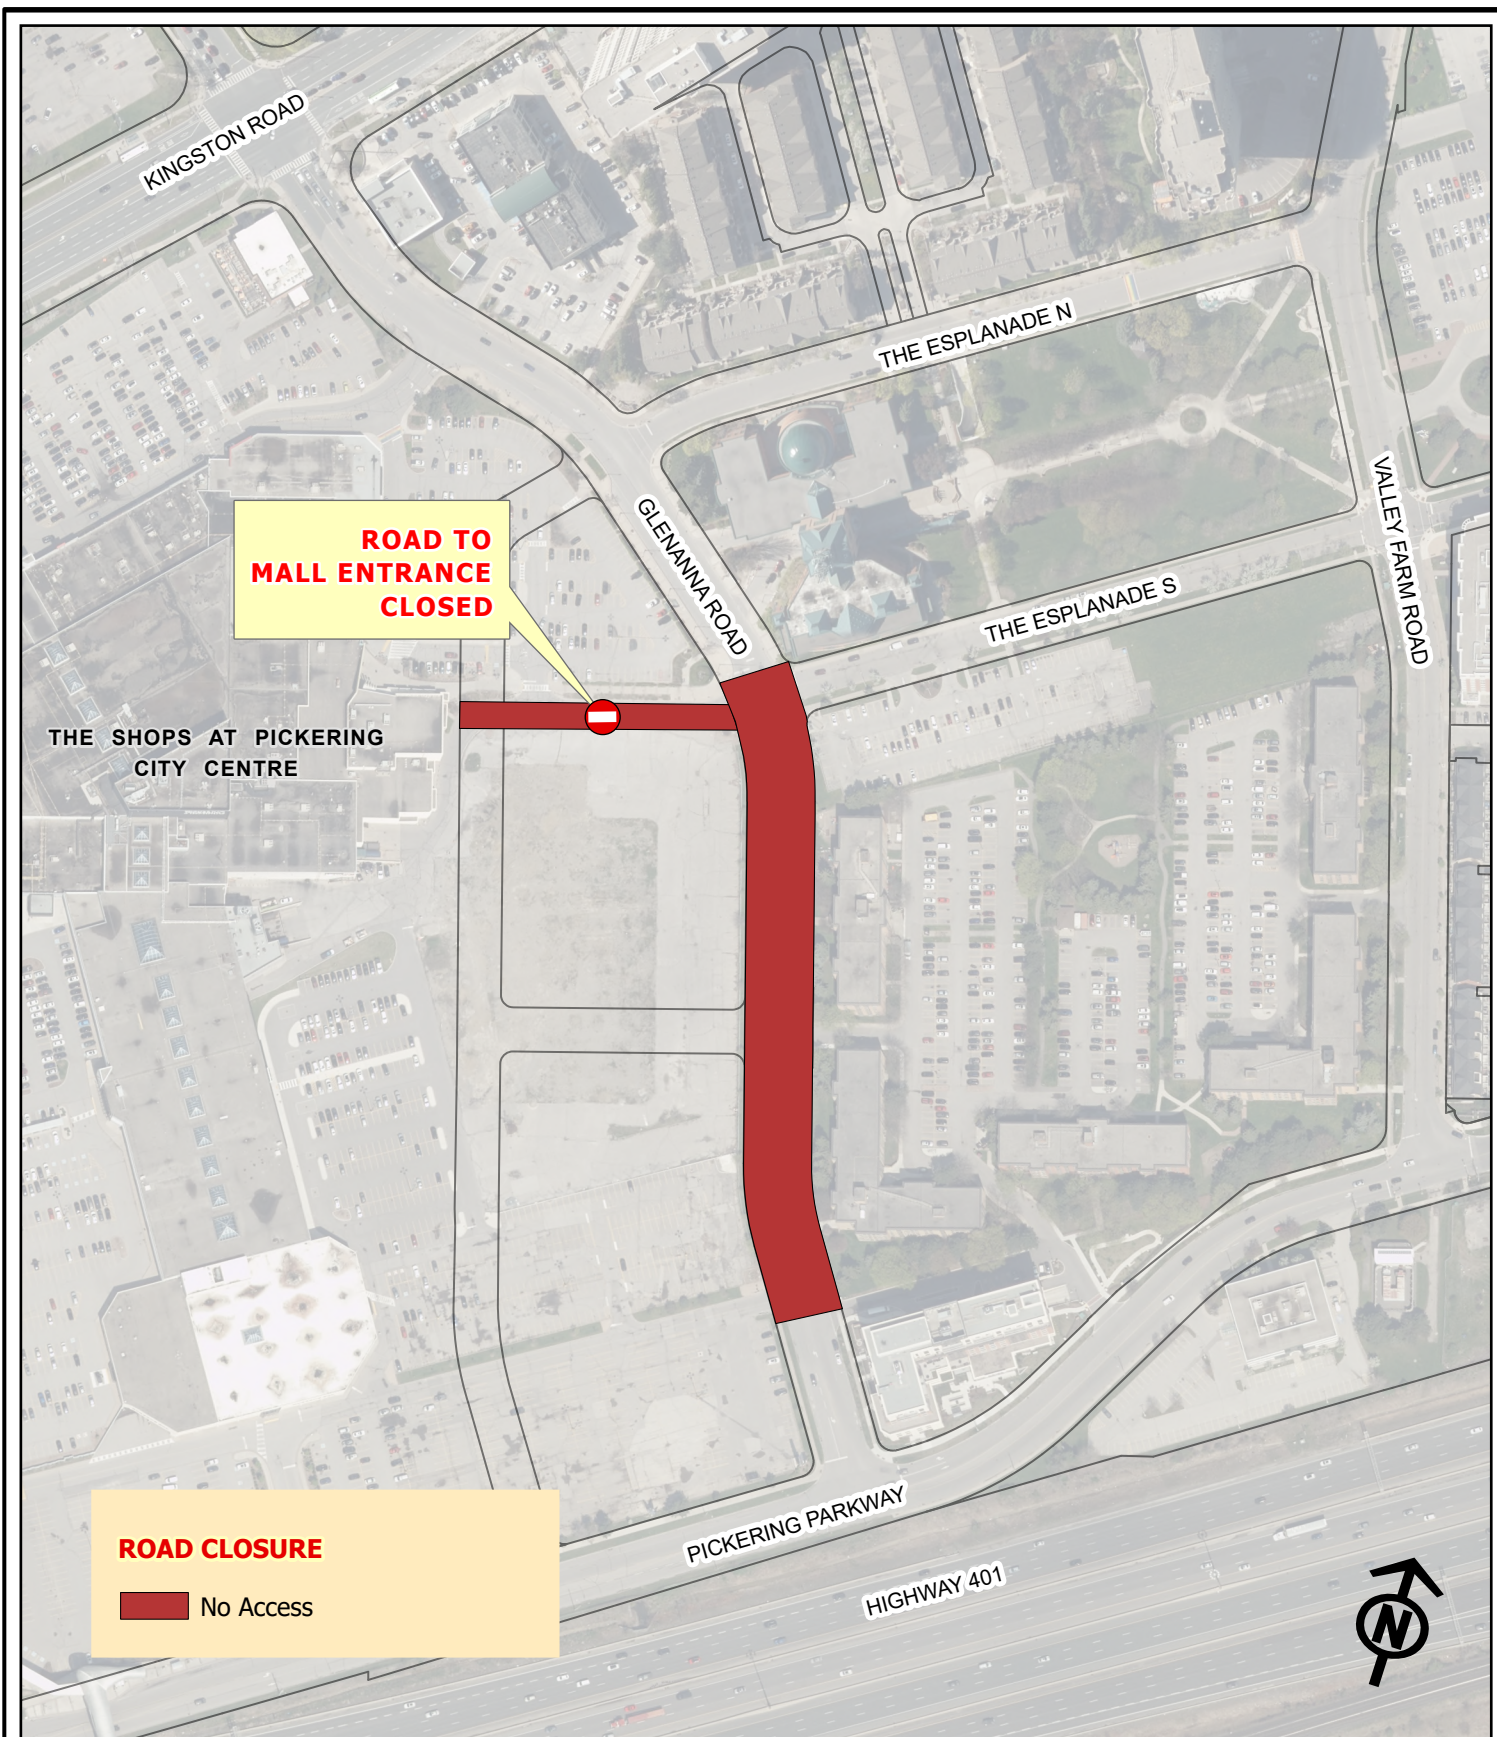 KINGSTON ROAD
THE ESPLANADE N
VALLEY FARM ROAD
GLENANNA ROAD
ROAD TO
MALL ENTRANCE
CLOSED
THE ESPLANADE S
THE SHOPS AT PICKERING
CITY CENTRE
PICKERING PARKWAY
HIGHWAY 401
ROAD CLOSURE
No Access
N